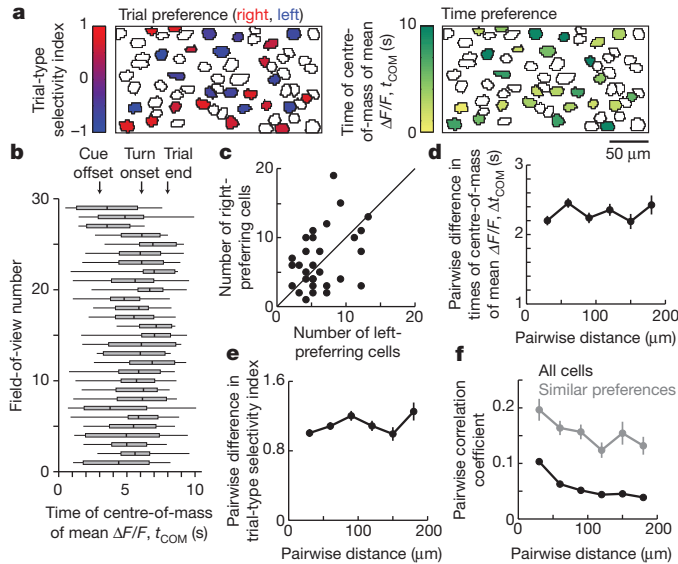 a
Trial preference (right, left)
Trial-type
selectivity index
1
0
−1
Time of centre-
of-mass of mean
ΔF/F, tCOM (s)
10
0
Time preference
50 μm
b
Cue
offset
Turn
onset
Trial
end
Field-of-view number
30
20
10
0
0
5
10
Time of centre-of-mass
of mean ΔF/F, tCOM (s)
c
Number of right-
preferring cells
20
10
0
0
10
20
Number of left-
preferring cells
d
Pairwise difference in
times of centre-of-mass
of mean ΔF/F, ΔtCOM (s)
3
2
1
0
100
200
Pairwise distance (μm)
e
Pairwise difference in
trial-type selectivity index
1.6
1.0
0.4
0
100
200
Pairwise distance (μm)
f
All cells
Similar preferences
Pairwise correlation
coefficient
0.2
0.1
0
0
100
200
Pairwise distance (μm)